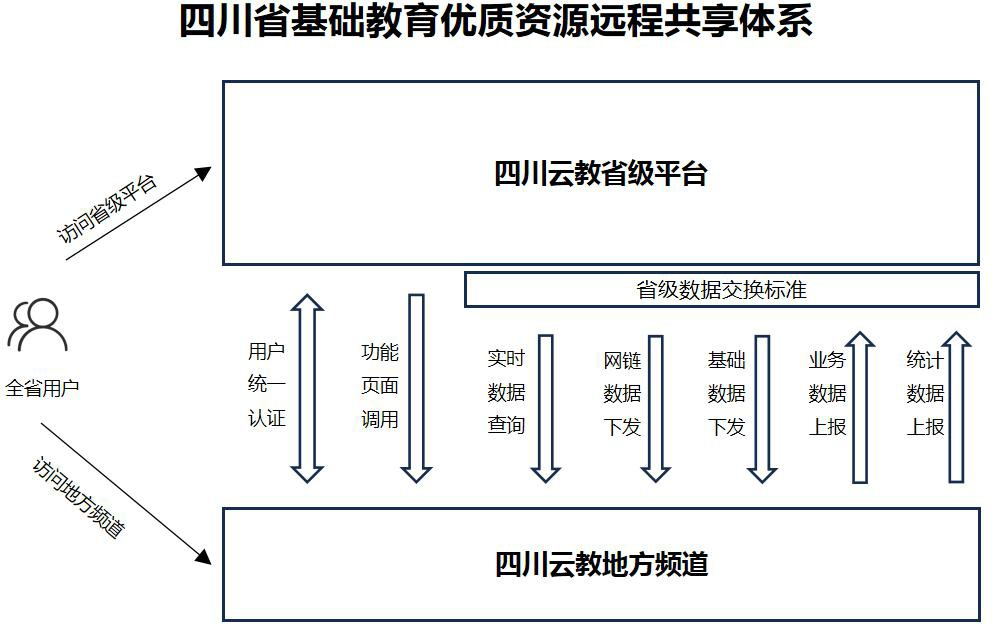 四川省基础教育优质资源远程共享体系
四川云教省级平台
访问省级平台
省级数据交换标准
全省用户
用户
统一
认证
功能
页面
调用
实时
数据
查询
网链
数据
下发
基础
数据
下发
业务
数据
上报
统计
数据
上报
访问地方频道
四川云教地方频道